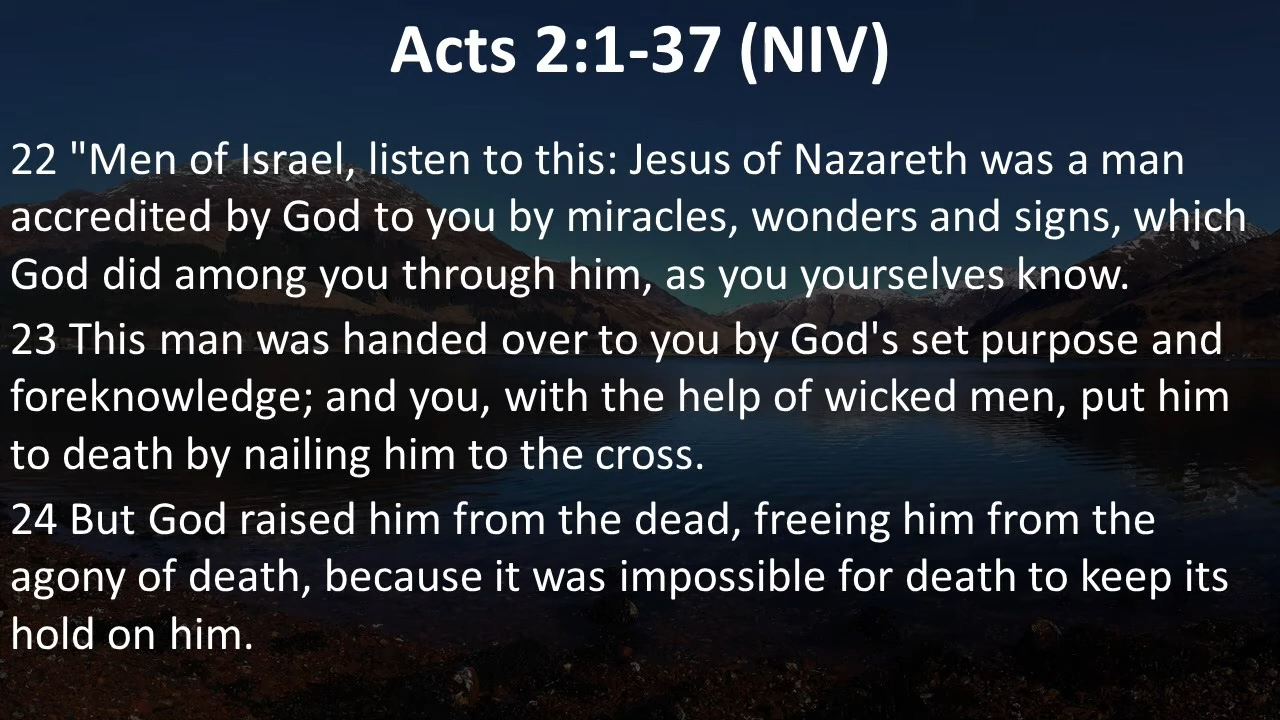 Acts 2:1-37 (NIV)
22 "Men of Israel, listen to this: Jesus of Nazareth was a man
accredited by God to you by miracles, wonders and signs, which
God did among you through him, as you yourselves know.
23 This man was handed over to you by God's set purpose and
foreknowledge; and you, with the help of wicked men, put him
to death by nailing him to the cross.
24 But God raised him from the dead, freeing him from the
agony of death, because it was impossible for death to keep its
hold on him.